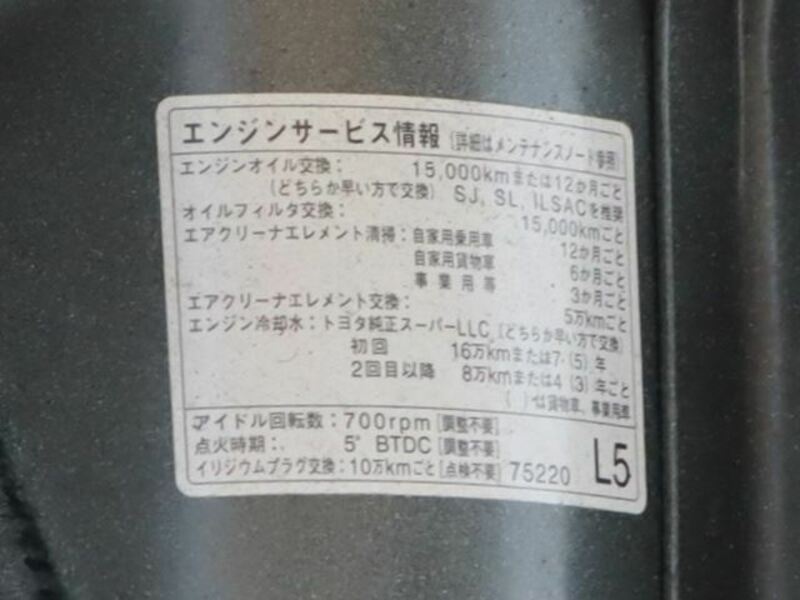 エンジンサービス情報 (詳細はメンテナンスノート参照)
エンジンオイル交換： 15,000kmまたは12か月ごと
(どちらか早い方で交換) SJ, SL, ILSACを推奨
オイルフィルタ交換： 15,000kmごと
エアクリーナエレメント清掃：自家用乗用車 12か月ごと
自家用貨物車 6か月ごと
事業用等 3か月ごと
エアクリーナエレメント交換： 5万kmごと
エンジン冷却水：トヨタ純正スーパーLLC (どちらか早い方で交換)
初回 16万kmまたは7 (5) 年
2回目以降 8万kmまたは4 (3) 年ごと
( )は貨物車、事業用車
アイドル回転数：700rpm [調整不要]
点火時期： 5° BTDC [調整不要]
イリジウムプラグ交換：10万kmごと [点検不要] 75220 L5